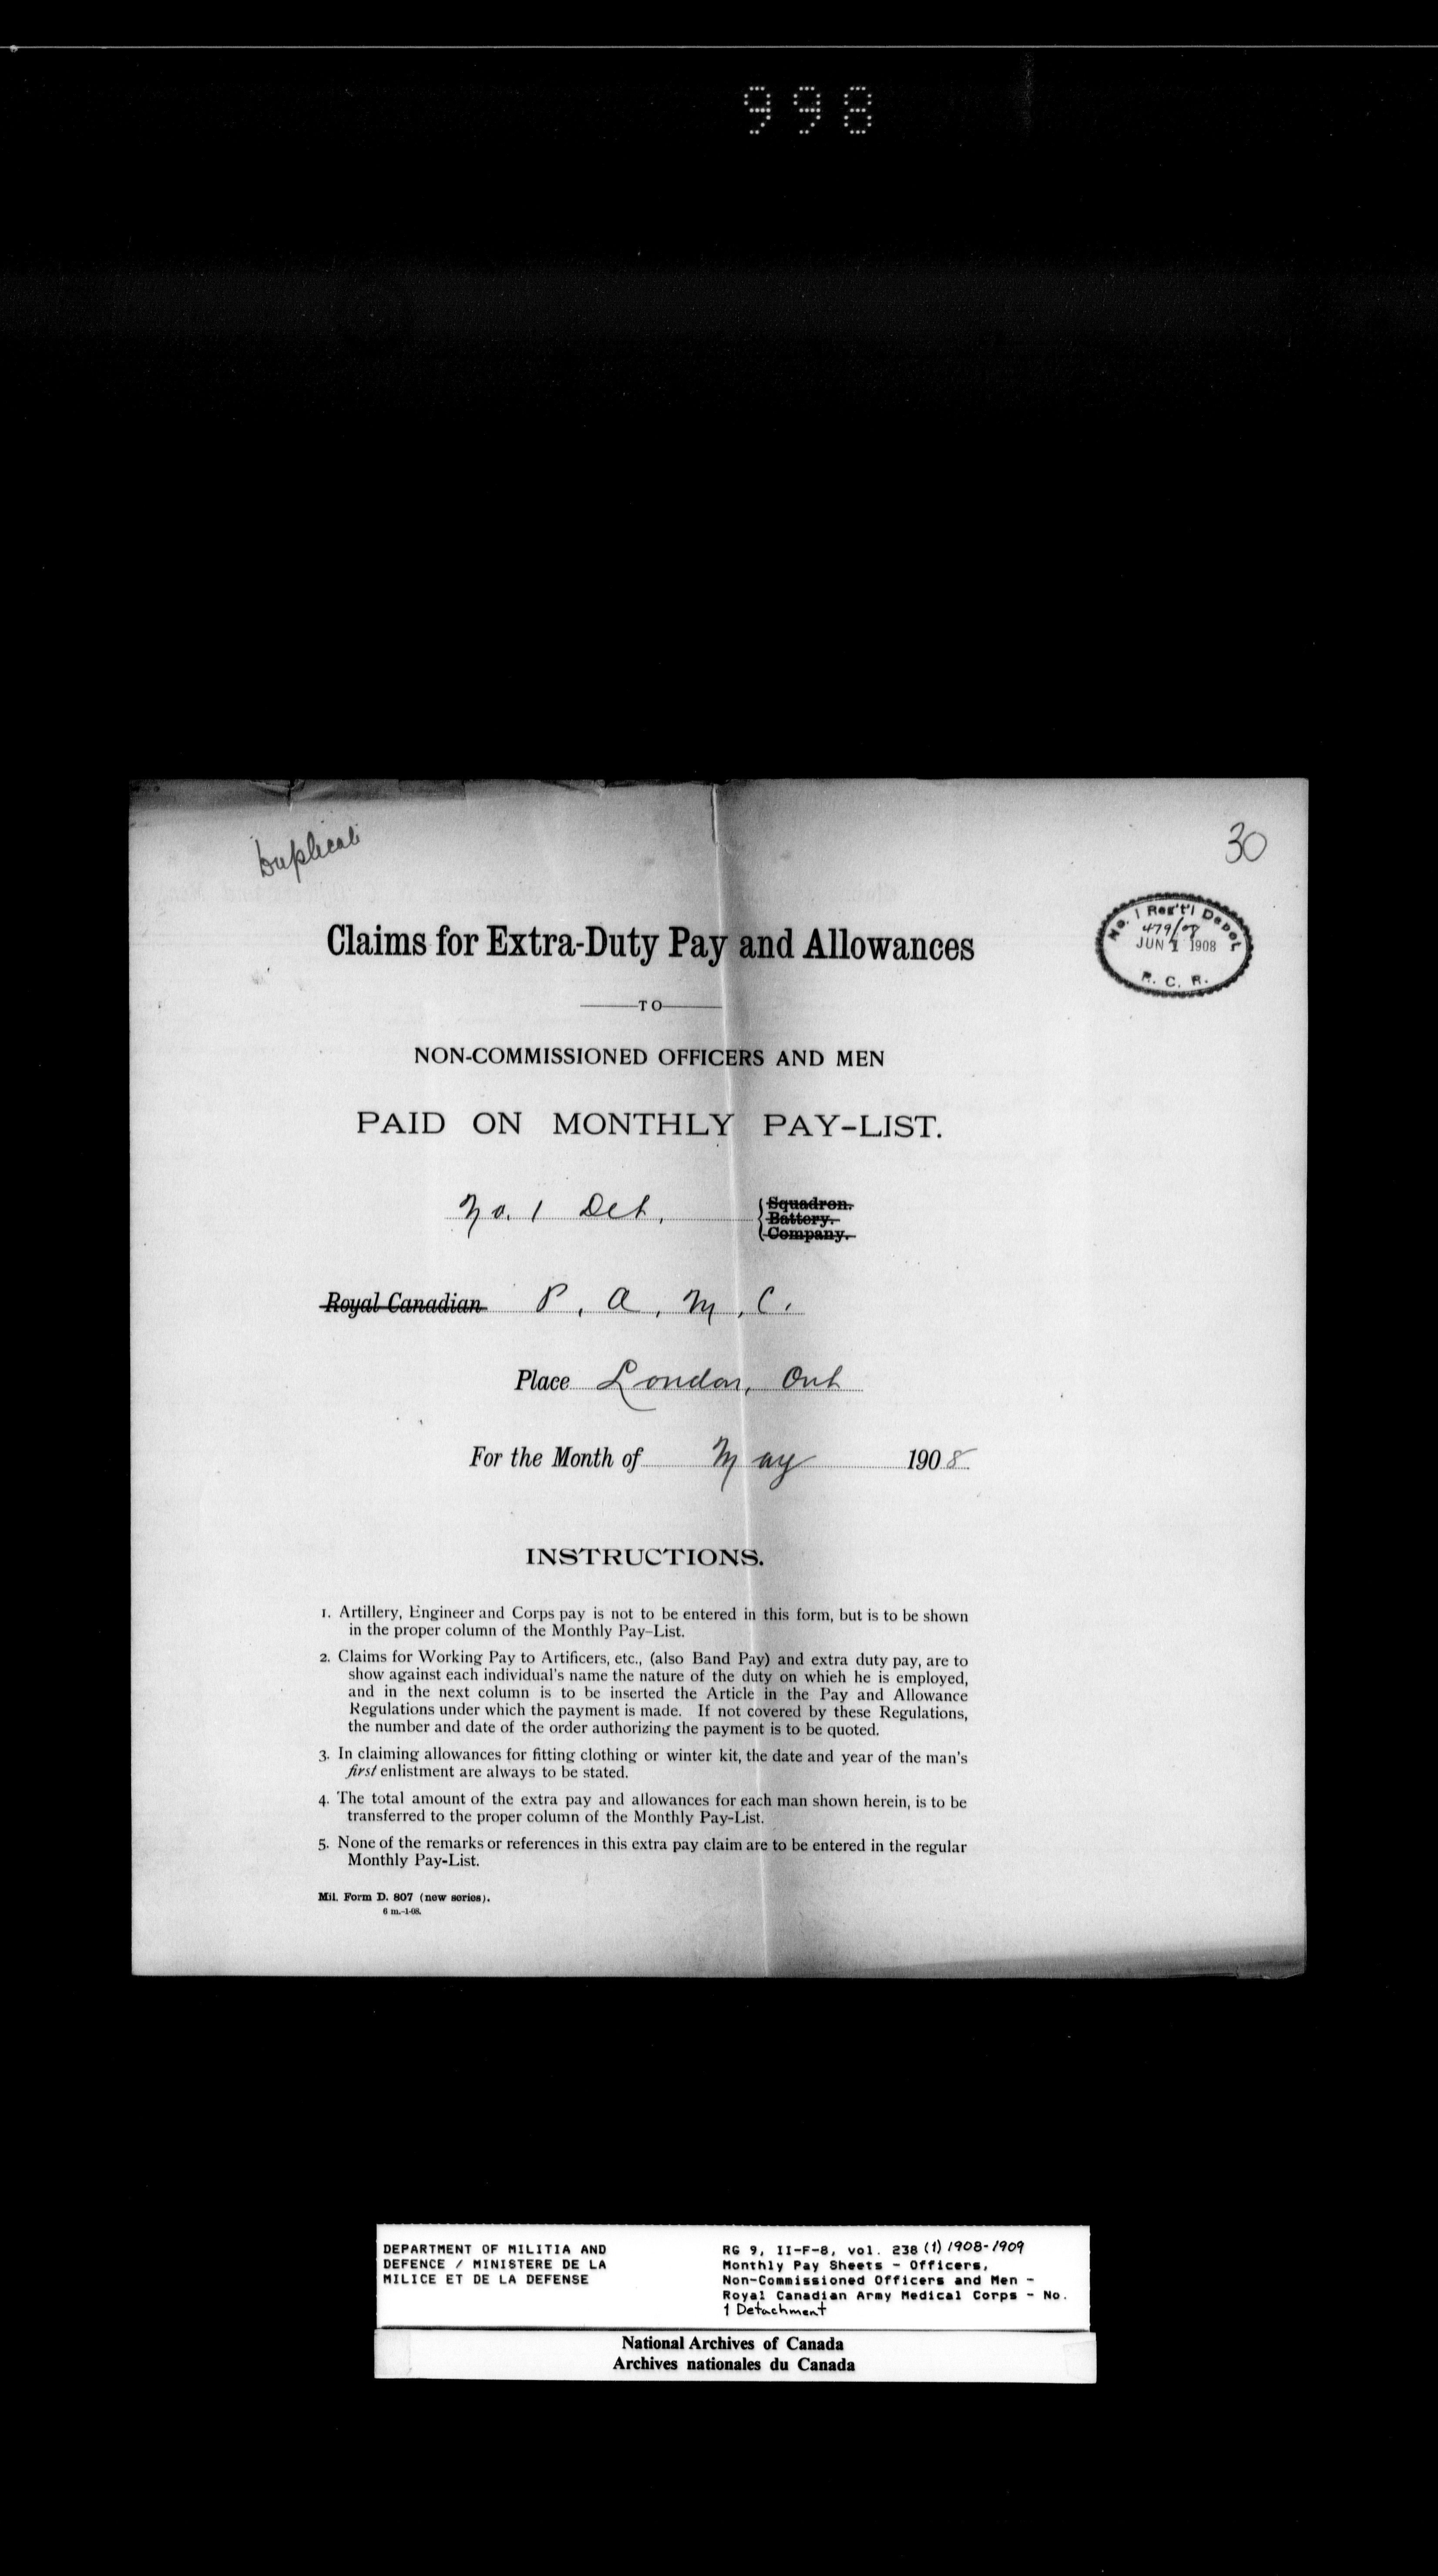 998
Duplicate
30
No. 1 Reg't'l Depot
479/08
JUN 1 1908
R. C. R.
Claims for Extra-Duty Pay and Allowances
TO
NON-COMMISSIONED OFFICERS AND MEN
PAID ON MONTHLY PAY-LIST.
No. 1 Det. Squadron.
Battery.
Company.
Royal Canadian P. A. M. C.
Place London, Ont
For the Month of May 1908
INSTRUCTIONS.
1. Artillery, Engineer and Corps pay is not to be entered in this form, but is to be shown
in the proper column of the Monthly Pay-List.
2. Claims for Working Pay to Artificers, etc., (also Band Pay) and extra duty pay, are to
show against each individual's name the nature of the duty on which he is employed,
and in the next column is to be inserted the Article in the Pay and Allowance
Regulations under which the payment is made. If not covered by these Regulations,
the number and date of the order authorizing the payment is to be quoted.
3. In claiming allowances for fitting clothing or winter kit, the date and year of the man's
first enlistment are always to be stated.
4. The total amount of the extra pay and allowances for each man shown herein, is to be
transferred to the proper column of the Monthly Pay-List.
5. None of the remarks or references in this extra pay claim are to be entered in the regular
Monthly Pay-List.
Mil. Form D. 807 (new series).
6 m.-1-08.
DEPARTMENT OF MILITIA AND
DEFENCE / MINISTERE DE LA
MILICE ET DE LA DEFENSE
RG 9, II-F-8, vol. 238 (1) 1908-1909
Monthly Pay Sheets - Officers,
Non-Commissioned Officers and Men -
Royal Canadian Army Medical Corps - No.
1 Detachment
National Archives of Canada
Archives nationales du Canada